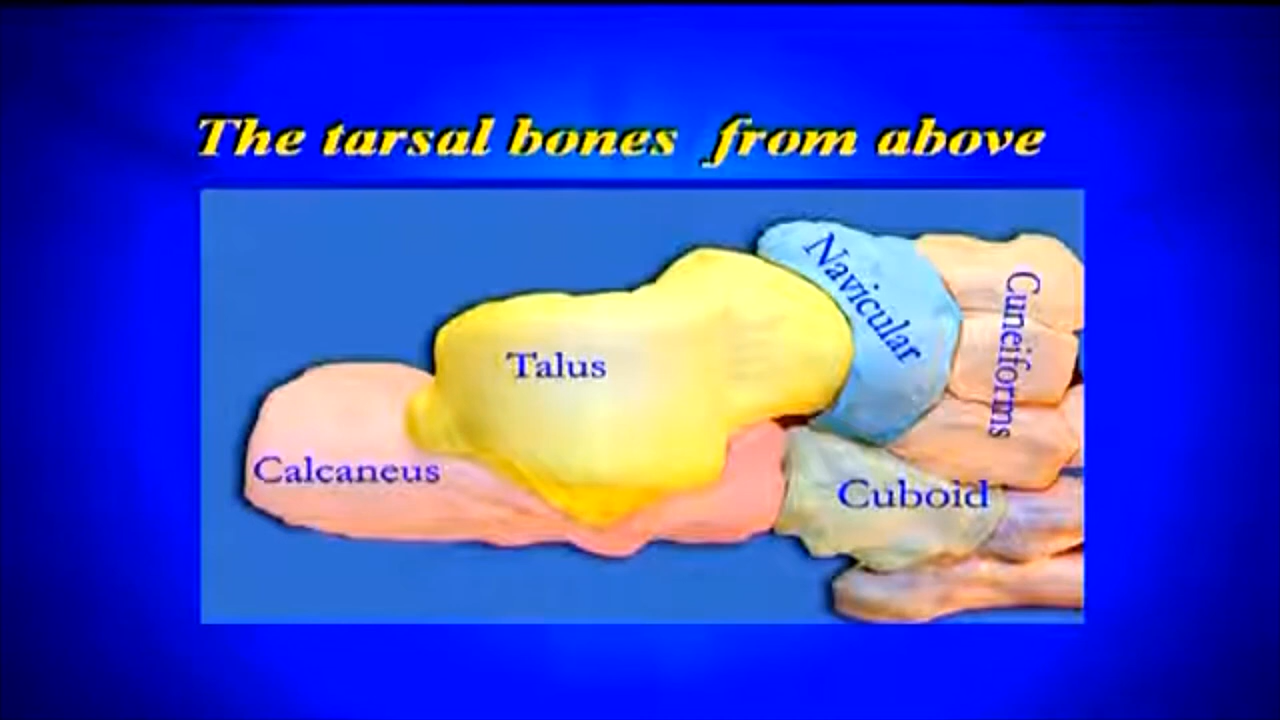 The tarsal bones from above
Navicular
Cuneiforms
Talus
Calcaneus
Cuboid